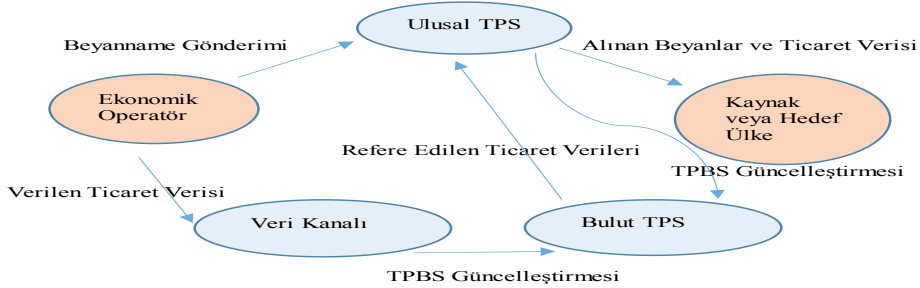 Ulusal TPS
Beyanname Gönderimi
Alınan Beyanlar ve Ticaret Verisi
Ekonomik
Operatör
Kaynak
veya Hedef
Ülke
Refere Edilen Ticaret Verileri
TPBS Güncelleştirmesi
Verilen Ticaret Verisi
Veri Kanalı
Bulut TPS
TPBS Güncelleştirmesi